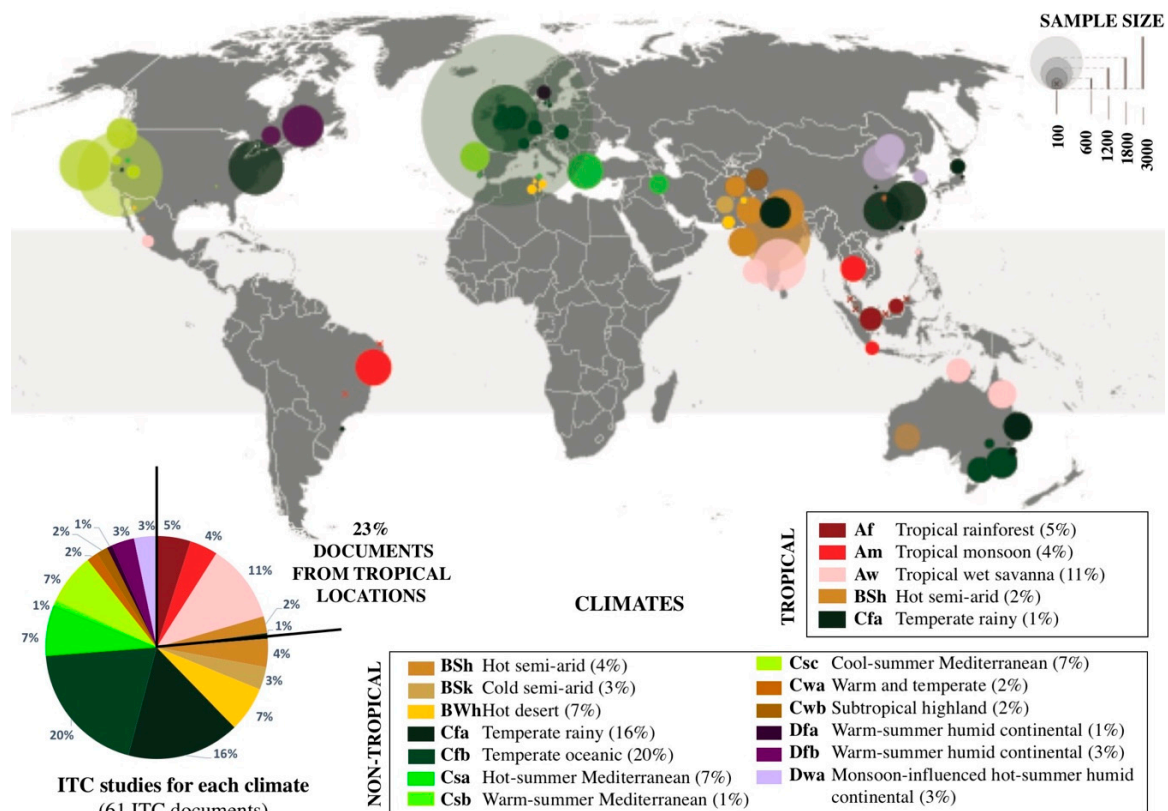 SAMPLE SIZE
100
600
1200
1800
3000
1%
2%
2%
7%
1%
7%
20%
3%
3%
5%
4%
11%
2%
1%
4%
3%
7%
16%
23%
DOCUMENTS
FROM TROPICAL
LOCATIONS
ITC studies for each climate
(61 ITC documents)
CLIMATES
TROPICAL
Af Tropical rainforest (5%)
Am Tropical monsoon (4%)
Aw Tropical wet savanna (11%)
BSh Hot semi-arid (2%)
Cfa Temperate rainy (1%)
NON-TROPICAL
BSh Hot semi-arid (4%)
BSk Cold semi-arid (3%)
BWh Hot desert (7%)
Cfa Temperate rainy (16%)
Cfb Temperate oceanic (20%)
Csa Hot-summer Mediterranean (7%)
Csb Warm-summer Mediterranean (1%)
Csc Cool-summer Mediterranean (7%)
Cwa Warm and temperate (2%)
Cwb Subtropical highland (2%)
Dfa Warm-summer humid continental (1%)
Dfb Warm-summer humid continental (3%)
Dwa Monsoon-influenced hot-summer humid
continental (3%)